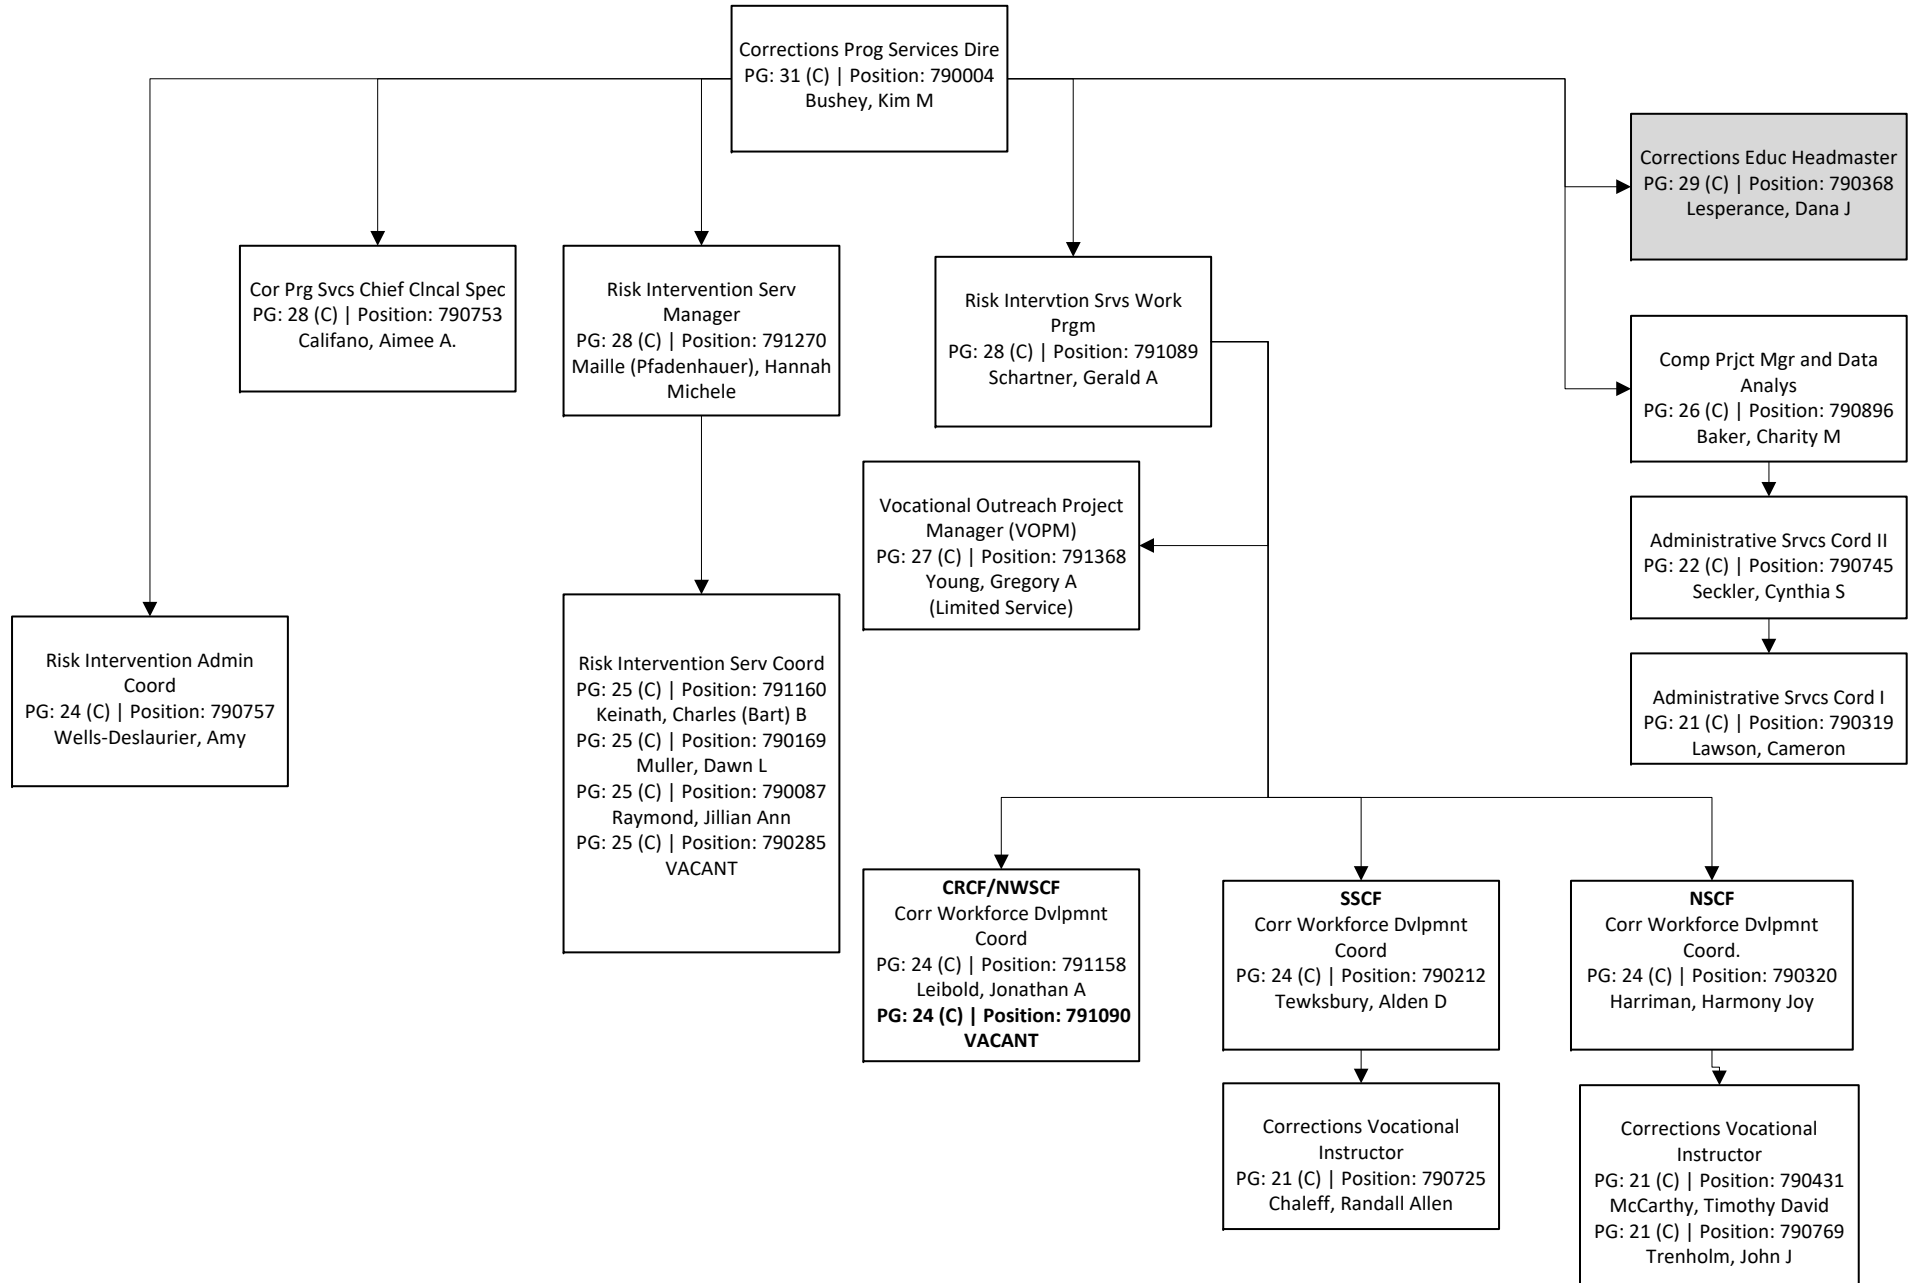 Corrections Prog Services Dire
PG: 31 (C) | Position: 790004
Bushey, Kim M
Corrections Educ Headmaster
PG: 29 (C) | Position: 790368
Lesperance, Dana J
Cor Prg Svcs Chief Clncal Spec
PG: 28 (C) | Position: 790753
Califano, Aimee A.
Risk Intervention Serv
Manager
PG: 28 (C) | Position: 791270
Maille (Pfadenhauer), Hannah
Michele
Risk Intervtion Srvs Work
Prgm
PG: 28 (C) | Position: 791089
Schartner, Gerald A
Comp Prjct Mgr and Data
Analys
PG: 26 (C) | Position: 790896
Baker, Charity M
Vocational Outreach Project
Manager (VOPM)
PG: 27 (C) | Position: 791368
Young, Gregory A
(Limited Service)
Administrative Srvcs Cord II
PG: 22 (C) | Position: 790745
Seckler, Cynthia S
Risk Intervention Admin
Coord
PG: 24 (C) | Position: 790757
Wells-Deslaurier, Amy
Risk Intervention Serv Coord
PG: 25 (C) | Position: 791160
Keinath, Charles (Bart) B
PG: 25 (C) | Position: 790169
Muller, Dawn L
PG: 25 (C) | Position: 790087
Raymond, Jillian Ann
PG: 25 (C) | Position: 790285
VACANT
Administrative Srvcs Cord I
PG: 21 (C) | Position: 790319
Lawson, Cameron
CRCF/NWSCF
Corr Workforce Dvlpmnt
Coord
PG: 24 (C) | Position: 791158
Leibold, Jonathan A
PG: 24 (C) | Position: 791090
VACANT
SSCF
Corr Workforce Dvlpmnt
Coord
PG: 24 (C) | Position: 790212
Tewksbury, Alden D
NSCF
Corr Workforce Dvlpmnt
Coord.
PG: 24 (C) | Position: 790320
Harriman, Harmony Joy
Corrections Vocational
Instructor
PG: 21 (C) | Position: 790725
Chaleff, Randall Allen
Corrections Vocational
Instructor
PG: 21 (C) | Position: 790431
McCarthy, Timothy David
PG: 21 (C) | Position: 790769
Trenholm, John J